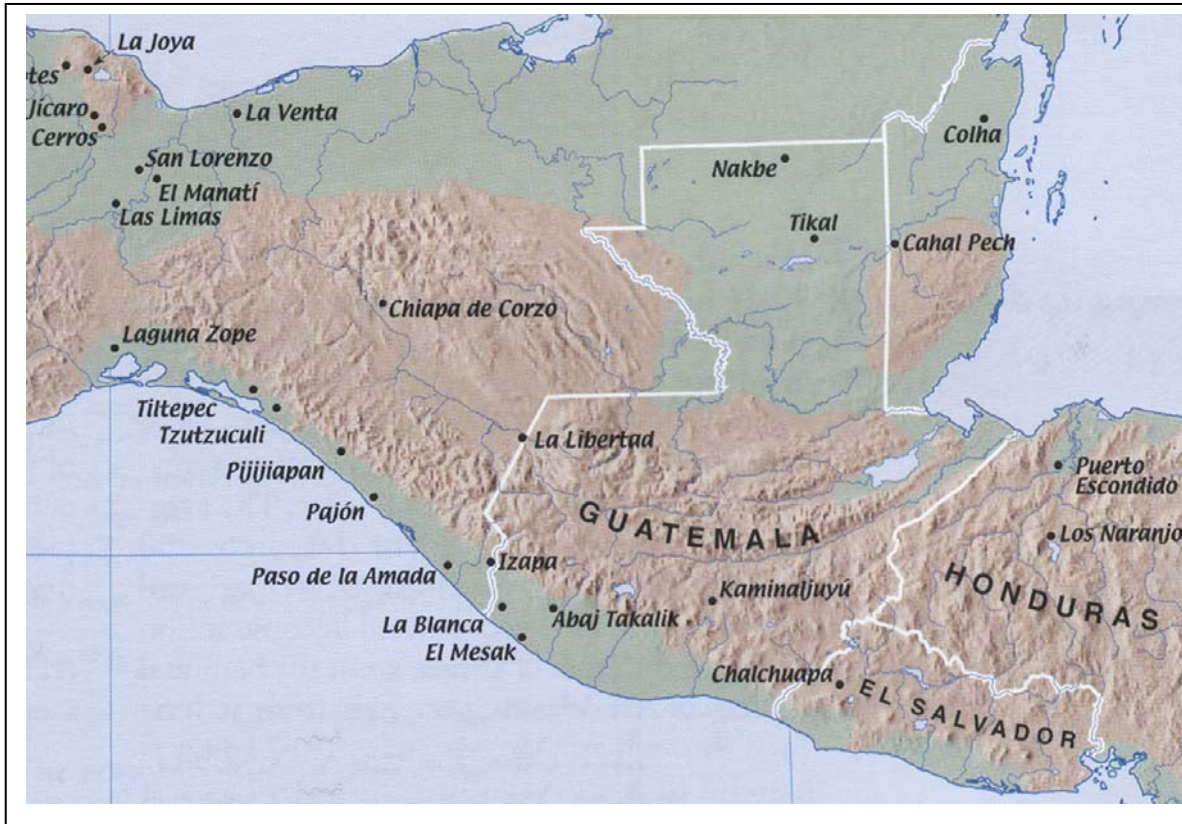 La Joya
tes
Jícaro
Cerros
La Venta
San Lorenzo
El Manatí
Las Limas
Colha
Nakbe
Tikal
Cahal Pech
Chiapa de Corzo
Laguna Zope
Tiltepec
Tzutzuculi
La Libertad
Pijijiapan
Puerto
Escondido
Pajón
GUATEMALA
Los Naranjo
Izapa
Paso de la Amada
HONDURAS
Kaminaljuyú
La Blanca
Abaj Takalik
El Mesak
Chalchuapa
EL SALVADOR